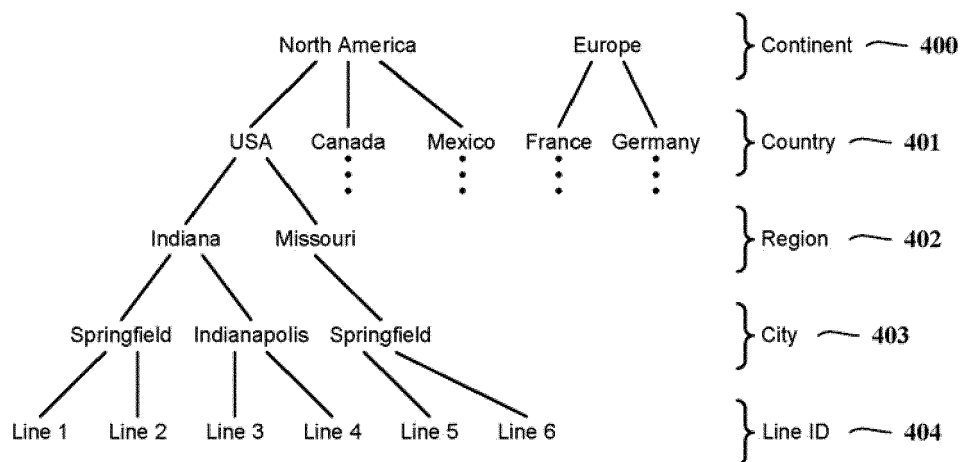 North America Europe Continent 400
USA Canada Mexico France Germany Country 401
Indiana Missouri Region 402
Springfield Indianapolis Springfield City 403
Line 1 Line 2 Line 3 Line 4 Line 5 Line 6 Line ID 404